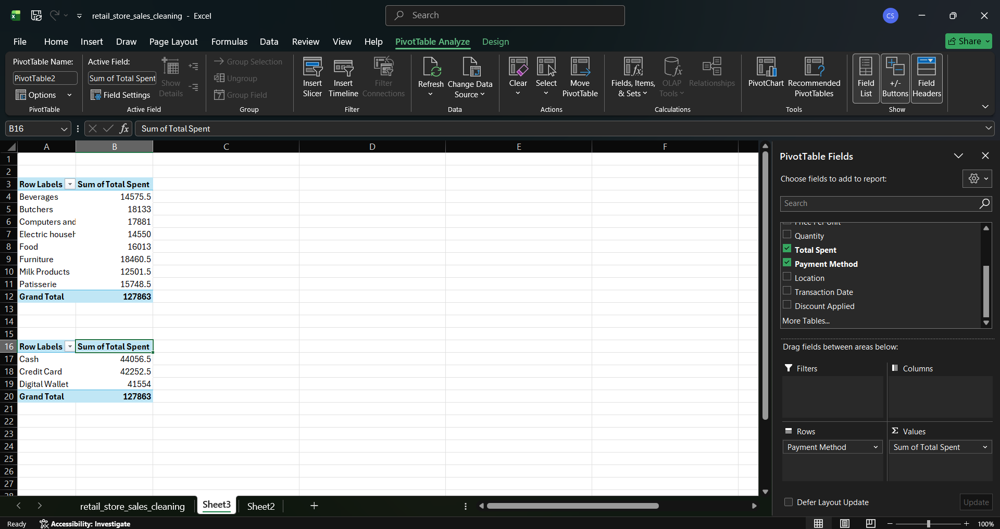 retail_store_sales_cleaning - Excel
Search
CS
File Home Insert Draw Page Layout Formulas Data Review View Help PivotTable Analyze Design
Share
PivotTable Name:
PivotTable2
Options
PivotTable
Active Field:
Sum of Total Spent
Field Settings
Show Details
Active Field
Group Selection
Ungroup
Group Field
Group
Insert Slicer
Insert Timeline
Filter Connections
Filter
Refresh
Change Data Source
Data
Clear
Select
Move PivotTable
Actions
Fields, Items, & Sets
OLAP Tools
Relationships
Calculations
PivotChart
Recommended PivotTables
Tools
Field List
+/- Buttons
Field Headers
Show
B16
fx
Sum of Total Spent
A B C D E F
1
2
3 Row Labels Sum of Total Spent
4 Beverages 14575.5
5 Butchers 18133
6 Computers and 17881
7 Electric househ 14550
8 Food 16013
9 Furniture 18460.5
10 Milk Products 12501.5
11 Patisserie 15748.5
12 Grand Total 127863
13
14
15
16 Row Labels Sum of Total Spent
17 Cash 44056.5
18 Credit Card 42252.5
19 Digital Wallet 41554
20 Grand Total 127863
21
22
23
24
25
26
27
28
PivotTable Fields
Choose fields to add to report:
Search
Price Per Unit
Quantity
Total Spent
Payment Method
Location
Transaction Date
Discount Applied
More Tables...
Drag fields between areas below:
Filters
Columns
Rows
Payment Method
Σ Values
Sum of Total Spent
Defer Layout Update
Update
retail_store_sales_cleaning Sheet3 Sheet2
Ready
Accessibility: Investigate
100%